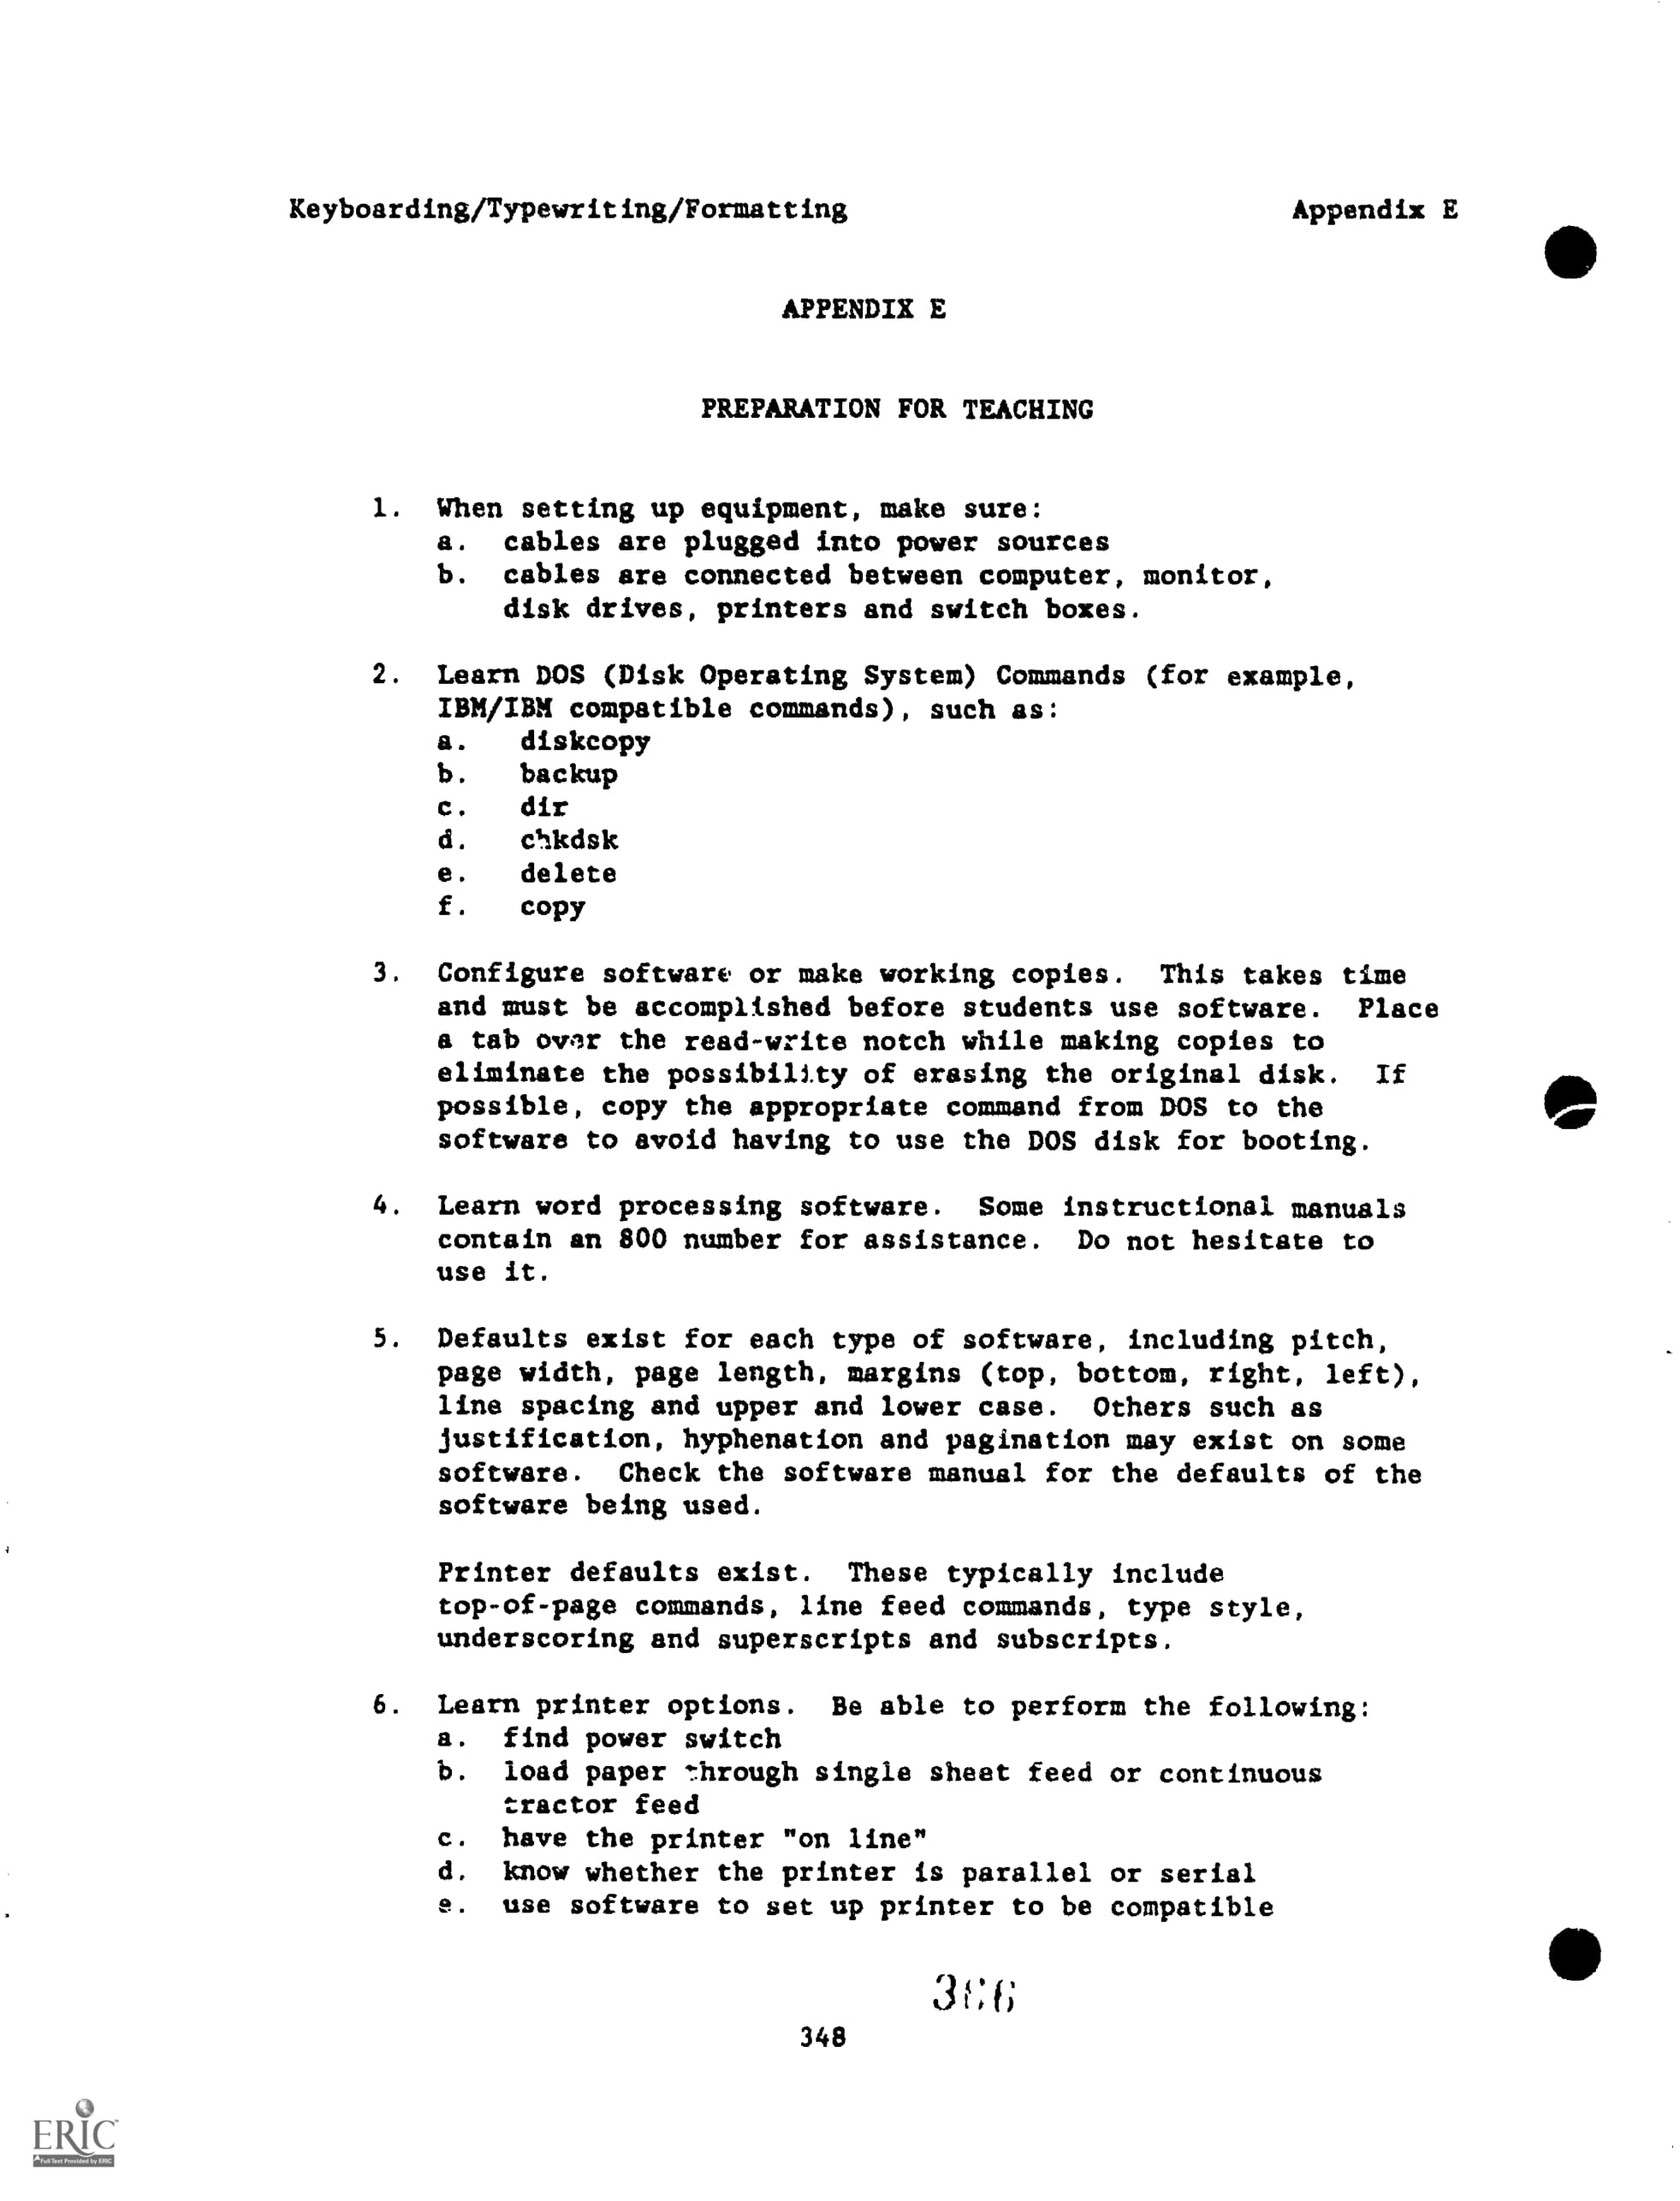 Keyboarding/Typewriting/Formatting Appendix E
APPENDIX E
PREPARATION FOR TEACHING
1. When setting up equipment, make sure:
a. cables are plugged into power sources
b. cables are connected between computer, monitor,
disk drives, printers and switch boxes.
2. Learn DOS (Disk Operating System) Commands (for example,
IBM/IBM compatible commands), such as:
a. diskcopy
b. backup
c. dir
d. chkdsk
e. delete
f. copy
3. Configure software or make working copies. This takes time
and must be accomplished before students use software. Place
a tab over the read-write notch while making copies to
eliminate the possibility of erasing the original disk. If
possible, copy the appropriate command from DOS to the
software to avoid having to use the DOS disk for booting.
4. Learn word processing software. Some instructional manuals
contain an 800 number for assistance. Do not hesitate to
use it.
5. Defaults exist for each type of software, including pitch,
page width, page length, margins (top, bottom, right, left),
line spacing and upper and lower case. Others such as
justification, hyphenation and pagination may exist on some
software. Check the software manual for the defaults of the
software being used.
Printer defaults exist. These typically include
top-of-page commands, line feed commands, type style,
underscoring and superscripts and subscripts.
6. Learn printer options. Be able to perform the following:
a. find power switch
b. load paper through single sheet feed or continuous
tractor feed
c. have the printer "on line"
d. know whether the printer is parallel or serial
e. use software to set up printer to be compatible
348
ERIC
Full Text Provided by ERIC